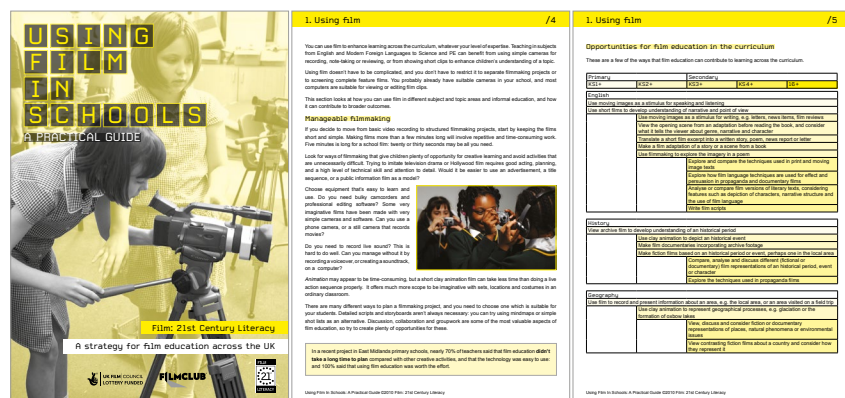 USING
FILM
IN
SCHOOLS
A PRACTICAL GUIDE
Film: 21st Century Literacy
A strategy for film education across the UK
UK FILM COUNCIL
LOTTERY FUNDED
FILMCLUB
FILM:
21
LITERACY
1. Using film /4
You can use film to enhance learning across the curriculum, whatever your level of expertise. Teaching in subjects
from English and Modern Foreign Languages to Science and PE can benefit from using simple cameras for
recording, note-taking or reviewing, or from showing short clips to enhance children's understanding of a topic.
Using film doesn't have to be complicated, and you don't have to restrict it to separate filmmaking projects or
to screening complete feature films. You probably already have suitable cameras in your school, and most
computers are suitable for viewing or editing film clips.
This section looks at how you can use film in different subject and topic areas and informal education, and how
it can contribute to broader outcomes.
Manageable filmmaking
If you decide to move from basic video recording to structured filmmaking projects, start by keeping the films
short and simple. Making films more than a few minutes long will involve repetitive and time-consuming work.
Five minutes is long for a school film: twenty or thirty seconds may be all you need.
Look for ways of filmmaking that give children plenty of opportunity for creative learning and avoid activities that
are unnecessarily difficult. Trying to imitate television drama or Hollywood film requires good acting, planning,
and a high level of technical skill and attention to detail. Would it be easier to use an advertisement, a title
sequence, or a public information film as a model?
Choose equipment that's easy to learn and
use. Do you need bulky camcorders and
professional editing software? Some very
imaginative films have been made with very
simple cameras and software. Can you use a
phone camera, or a still camera that records
movies?
Do you need to record live sound? This is
hard to do well. Can you manage without it by
recording a voiceover, or creating a soundtrack,
on a computer?
Animation may appear to be time-consuming, but a short clay animation film can take less time than doing a live
action sequence properly. It offers much more scope to be imaginative with sets, locations and costumes in an
ordinary classroom.
There are many different ways to plan a filmmaking project, and you need to choose one which is suitable for
your students. Detailed scripts and storyboards aren't always necessary: you can try using mindmaps or simple
shot lists as an alternative. Discussion, collaboration and groupwork are some of the most valuable aspects of
film education, so try to create plenty of opportunities for these.
In a recent project in East Midlands primary schools, nearly 70% of teachers said that film education didn't
take a long time to plan compared with other creative activities, and that the technology was easy to use;
and 100% said that using film education was worth the effort.
Using Film In Schools: A Practical Guide ©2010 Film: 21st Century Literacy
1. Using film /5
Opportunities for film education in the curriculum
These are a few of the ways that film education can contribute to learning across the curriculum.
Primary Secondary
KS1+ KS2+ KS3+ KS4+ 16+
English
Use moving images as a stimulus for speaking and listening
Use short films to develop understanding of narrative and point of view
Use moving images as a stimulus for writing, e.g. letters, news items, film reviews
View the opening scene from an adaptation before reading the book, and consider
what it tells the viewer about genre, narrative and character
Translate a short film excerpt into a written story, poem, news report or letter
Make a film adaptation of a story or a scene from a book
Use filmmaking to explore the imagery in a poem
Explore and compare the techniques used in print and moving
image texts
Explore how film language techniques are used for effect and
persuasion in propaganda and documentary films
Analyse or compare film versions of literary texts, considering
features such as depiction of characters, narrative structure and
the use of film language
Write film scripts
History
View archive film to develop understanding of an historical period
Use clay animation to depict an historical event
Make film documentaries incorporating archive footage
Make fiction films based on an historical period or event, perhaps one in the local area
Compare, analyse and discuss different (fictional or
documentary) film representations of an historical period, event
or character
Explore the techniques used in propaganda films
Geography
Use film to record and present information about an area, e.g. the local area, or an area visited on a field trip
Use clay animation to represent geographical processes, e.g. glaciation or the
formation of oxbow lakes
View, discuss and consider fiction or documentary
representations of places, natural phenomena or environmental
issues
View contrasting fiction films about a country and consider how
they represent it
Using Film In Schools: A Practical Guide ©2010 Film: 21st Century Literacy